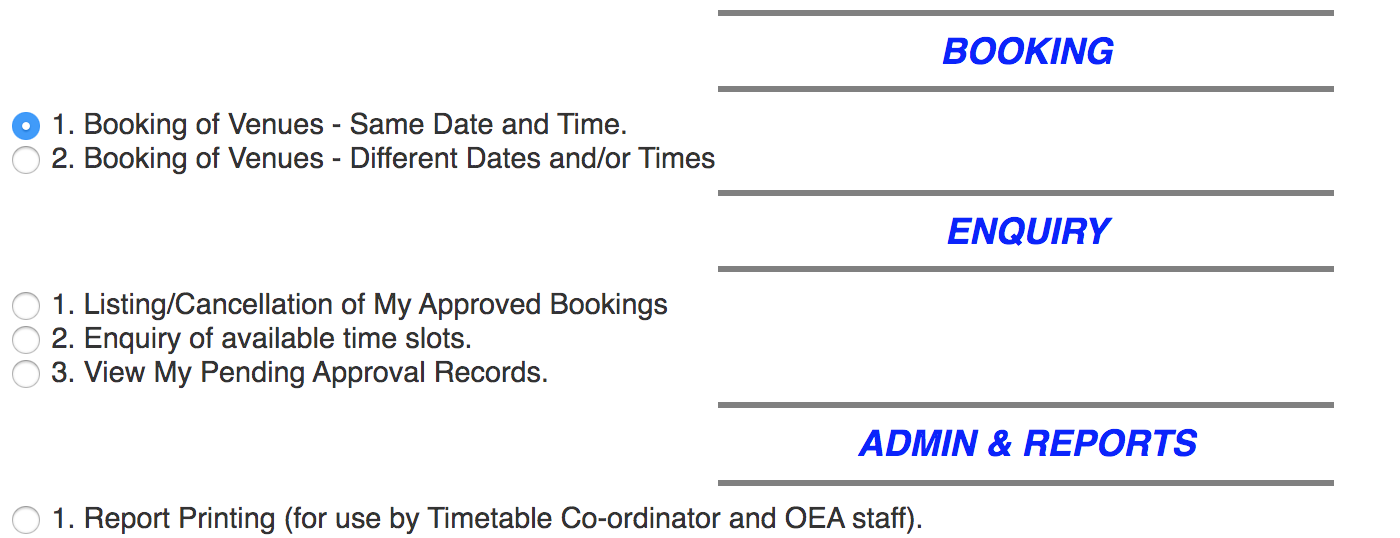 BOOKING
1. Booking of Venues - Same Date and Time.
2. Booking of Venues - Different Dates and/or Times
ENQUIRY
1. Listing/Cancellation of My Approved Bookings
2. Enquiry of available time slots.
3. View My Pending Approval Records.
ADMIN & REPORTS
1. Report Printing (for use by Timetable Co-ordinator and OEA staff).